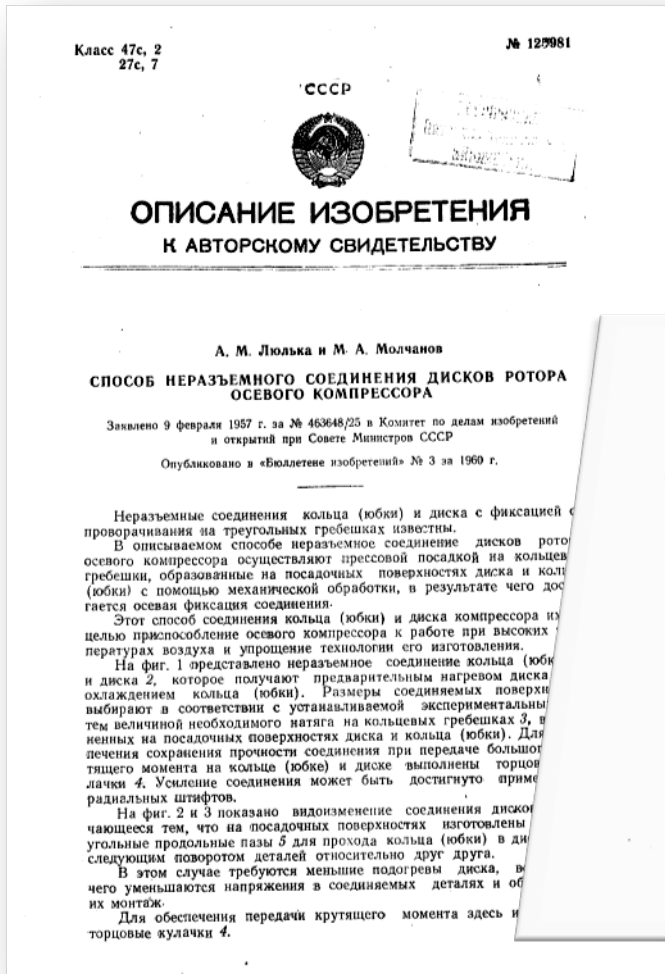 Класс 47c, 2
27c, 7
№ 125981
СССР
ОПИСАНИЕ ИЗОБРЕТЕНИЯ
К АВТОРСКОМУ СВИДЕТЕЛЬСТВУ
А. М. Люлька и М. А. Молчанов
СПОСОБ НЕРАЗЪЕМНОГО СОЕДИНЕНИЯ ДИСКОВ РОТОРА
ОСЕВОГО КОМПРЕССОРА
Заявлено 9 февраля 1957 г. за № 463648/25 в Комитет по делам изобретений
и открытий при Совете Министров СССР
Опубликовано в «Бюллетене изобретений» № 3 за 1960 г.
Неразъемные соединения кольца (юбки) и диска с фиксацией
проворачивания на треугольных гребешках известны.
В описываемом способе неразъемное соединение дисков рото
осевого компрессора осуществляют прессовой посадкой на кольцев
гребешки, образованные на посадочных поверхностях диска и коль
(юбки) с помощью механической обработки, в результате чего дос
гается осевая фиксация соединения.
Этот способ соединения кольца (юбки) и диска компрессора им
целью приспособление осевого компрессора к работе при высоких
пературах воздуха и упрощение технологии его изготовления.
На фиг. 1 представлено неразъемное соединение кольца (юбк
и диска 2, которое получают предварительным нагревом диска
охлаждением кольца (юбки). Размеры соединяемых поверхн
выбирают в соответствии с устанавливаемой экспериментальны
тем величиной необходимого натяга на кольцевых гребешках 3, в
ненных на посадочных поверхностях диска и кольца (юбки). Для
печения сохранения прочности соединения при передаче большог
тящего момента на кольце (юбке) и диске выполнены торцов
лачки 4. Усиление соединения может быть достигнуто приме
радиальных штифтов.
На фиг. 2 и 3 показано видоизменение соединения дисков
чающееся тем, что на посадочных поверхностях изготовлены
угольные продольные пазы 5 для прохода кольца (юбки) в ди
следующим поворотом деталей относительно друг друга.
В этом случае требуются меньшие подогревы диска, в
чего уменьшаются напряжения в соединяемых деталях и об
их монтаж.
Для обеспечения передачи крутящего момента здесь и
торцовые кулачки 4.